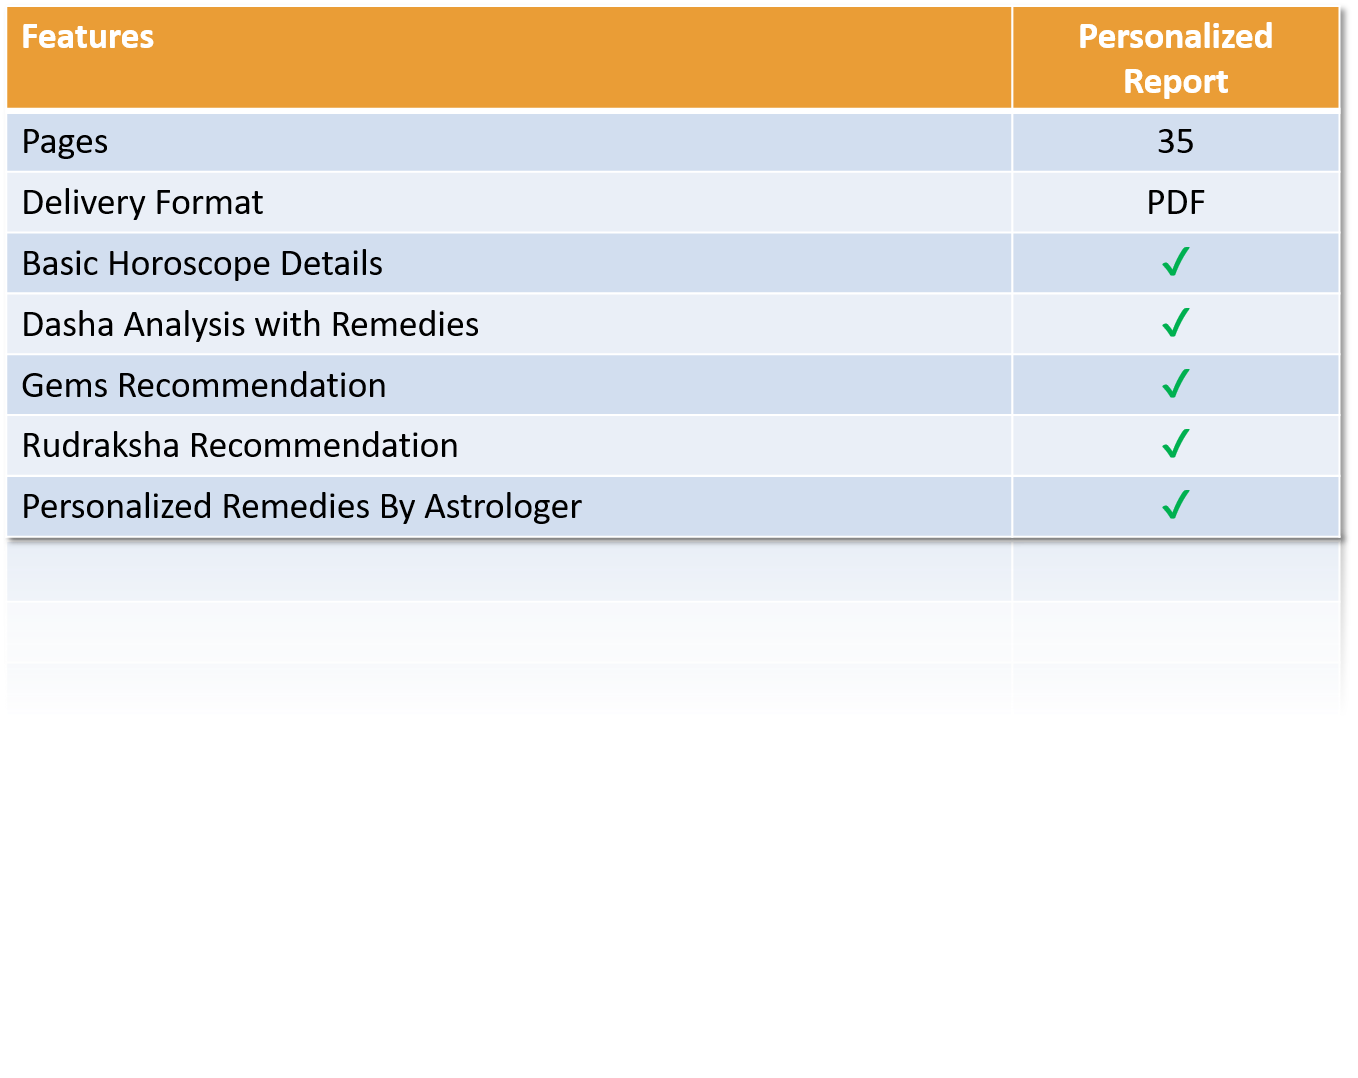 Features
Personalized
Report
Pages 35
Delivery Format PDF
Basic Horoscope Details ✓
Dasha Analysis with Remedies ✓
Gems Recommendation ✓
Rudraksha Recommendation ✓
Personalized Remedies By Astrologer ✓